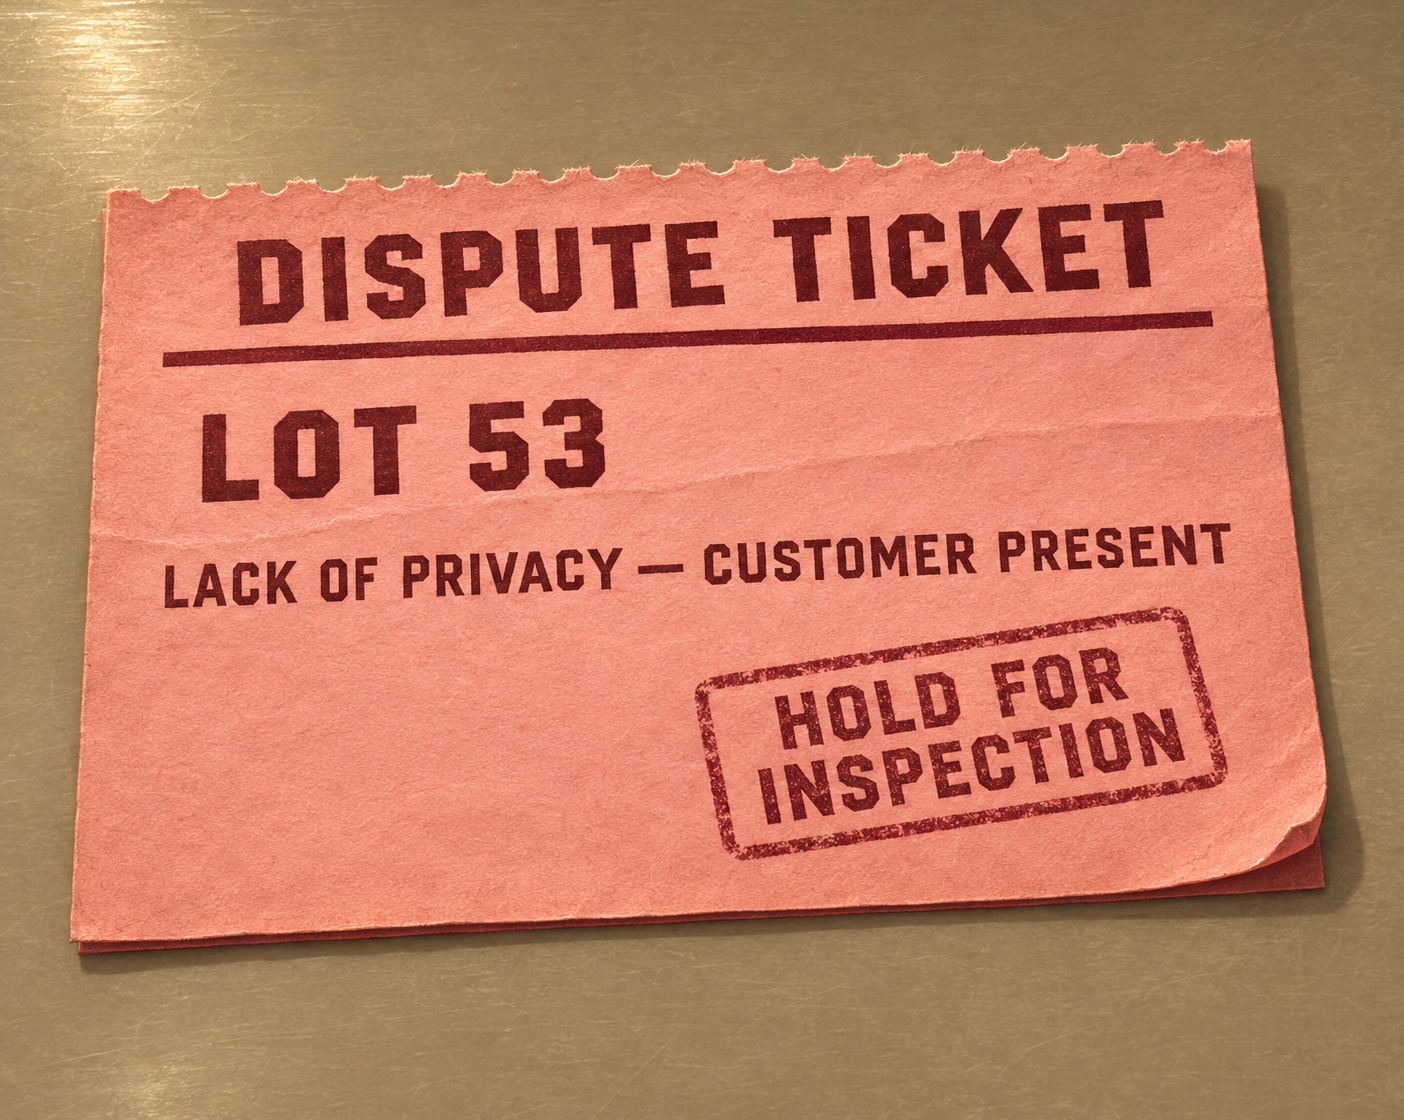 DISPUTE TICKET
LOT 53
LACK OF PRIVACY — CUSTOMER PRESENT
HOLD FOR
INSPECTION